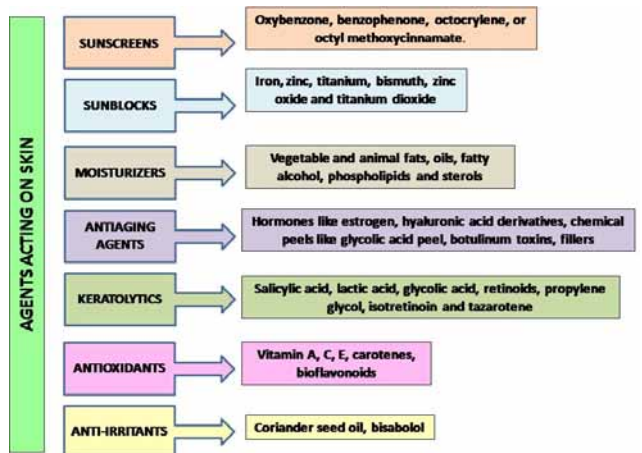 AGENTS ACTING ON SKIN
SUNSCREENS
Oxybenzone, benzophenone, octocrylene, or
octyl methoxycinnamate.
SUNBLOCKS
Iron, zinc, titanium, bismuth, zinc
oxide and titanium dioxide
MOISTURIZERS
Vegetable and animal fats, oils, fatty
alcohol, phospholipids and sterols
ANTIAGING
AGENTS
Hormones like estrogen, hyaluronic acid derivatives, chemical
peels like glycolic acid peel, botulinum toxins, fillers
KERATOLYTICS
Salicylic acid, lactic acid, glycolic acid, retinoids, propylene
glycol, isotretinoin and tazarotene
ANTIOXIDANTS
Vitamin A, C, E, carotenes,
bioflavonoids
ANTI-IRRITANTS
Coriander seed oil, bisabolol